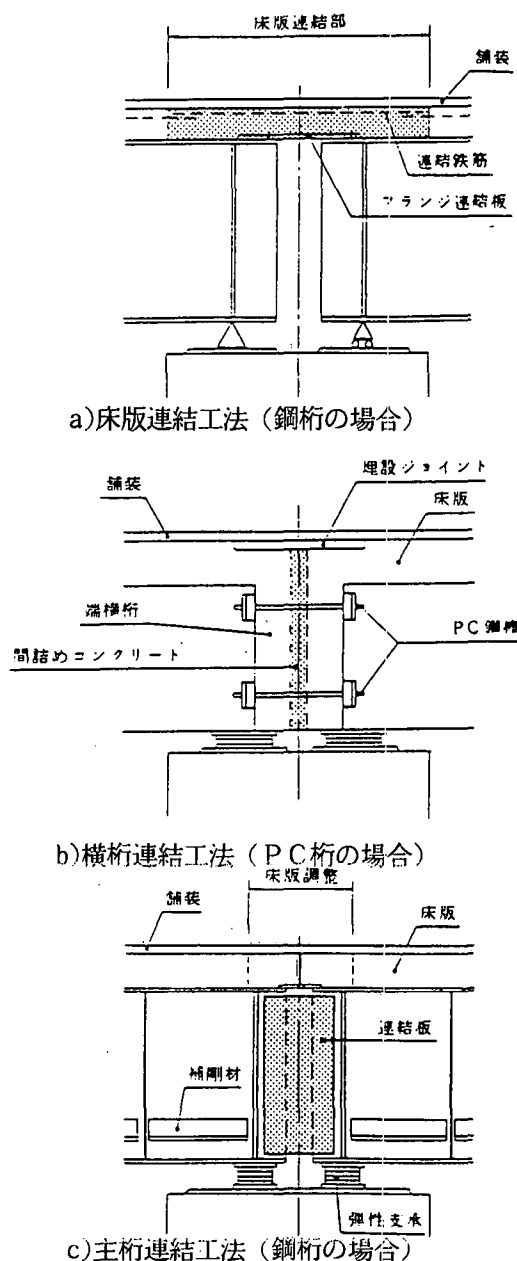 床版連結部
舗装
連結鉄筋
フランジ連結板
a)床版連結工法(鋼桁の場合)
埋設ジョイント
舗装
床版
端横桁
PC鋼棒
間詰めコンクリート
b)横桁連結工法(PC桁の場合)
床版調整
舗装
床版
連結板
補剛材
弾性支承
c)主桁連結工法(鋼桁の場合)